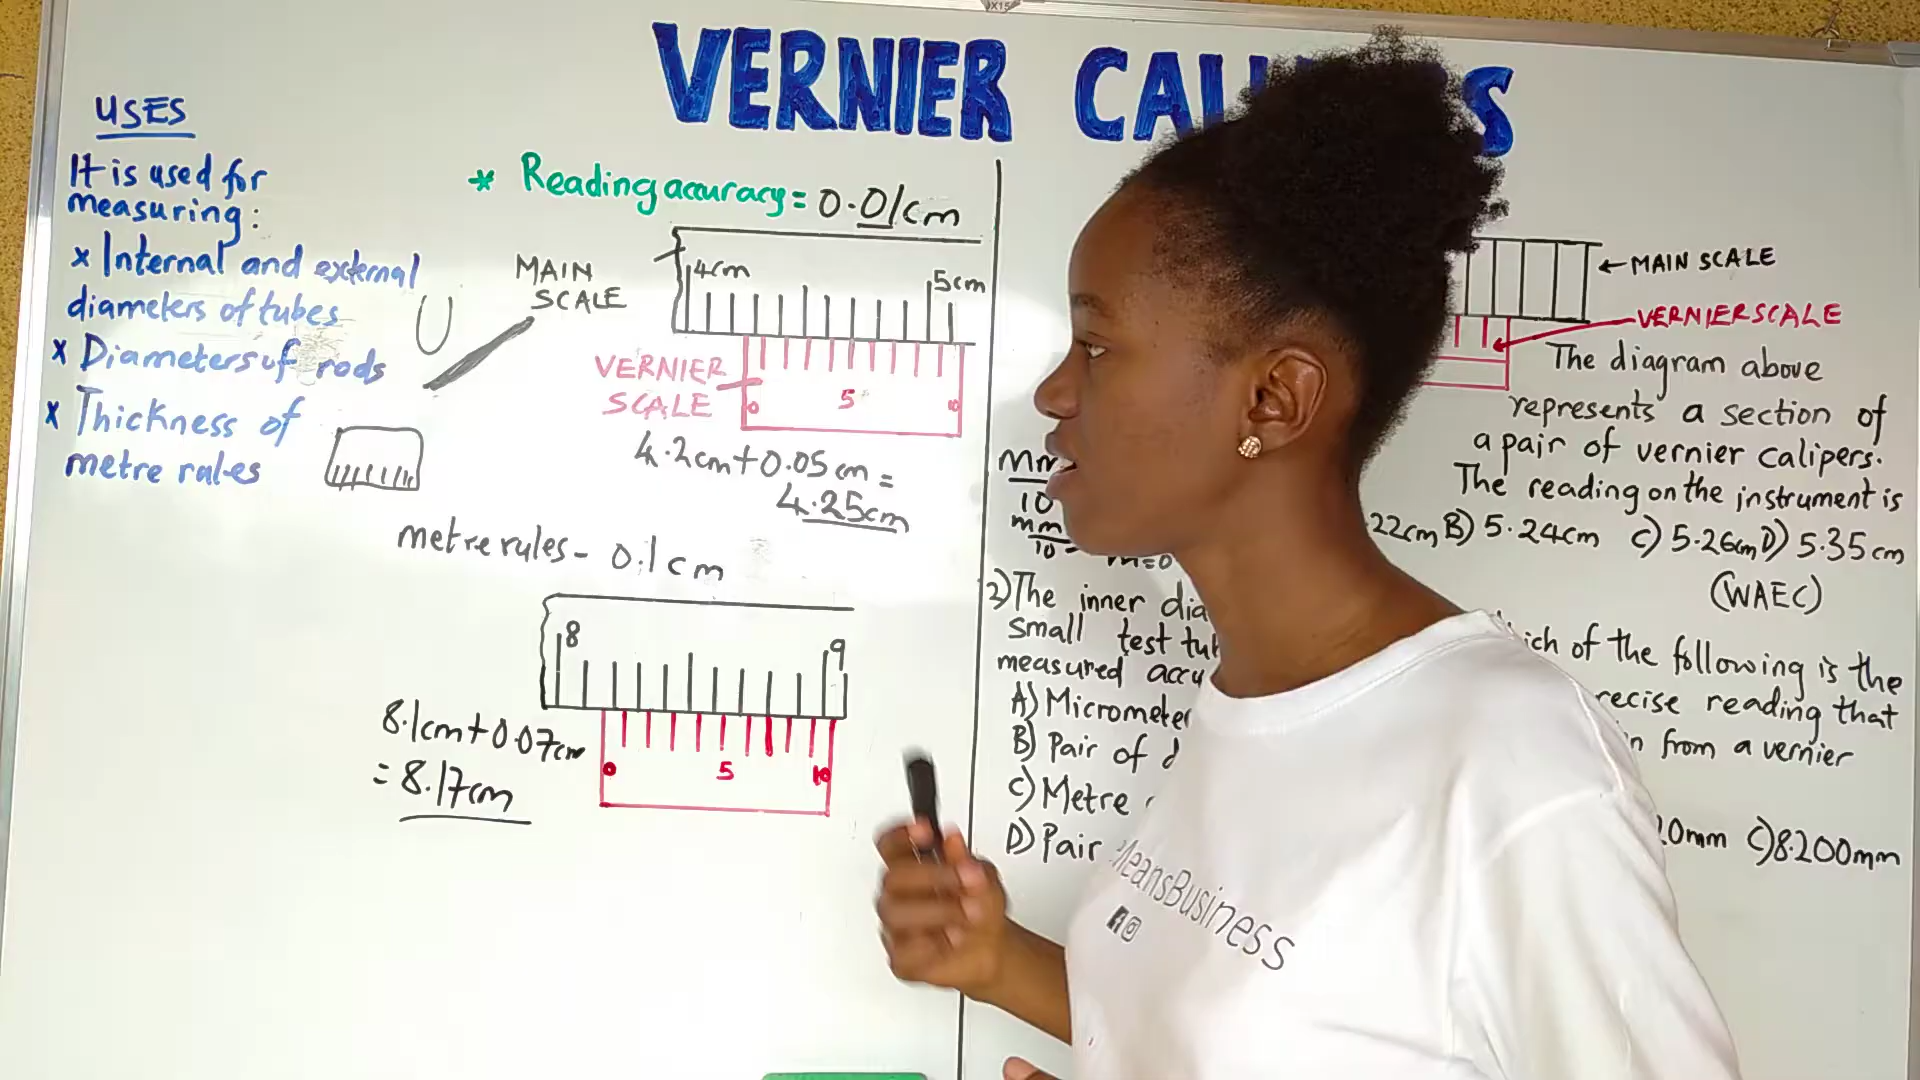 VERNIER
USES
It is used for
measuring:
x Internal and external
diameters of tubes
x Diameters of rods
x Thickness of
metre rules
* Reading accuracy = 0.01cm
MAIN
SCALE
4cm
5cm
VERNIER
SCALE
0
5
10
4.2cm+0.05cm =
4.25cm
metre rules - 0.1cm
8
9
8.1cm+0.07cm
= 8.17cm
0
5
10
MAIN SCALE
VERNIER SCALE
The diagram above
represents a section of
a pair of vernier calipers.
The reading on the instrument is
22cm B) 5.24cm C) 5.26cm D) 5.35cm
(WAEC)
10
mm
10
2) The inner
small test
measured
A) Micrometer
B) Pair of
C) Metre
D) Pair
of the following is the
reading that
from a vernier
C) 8.200mm
MeansBusiness